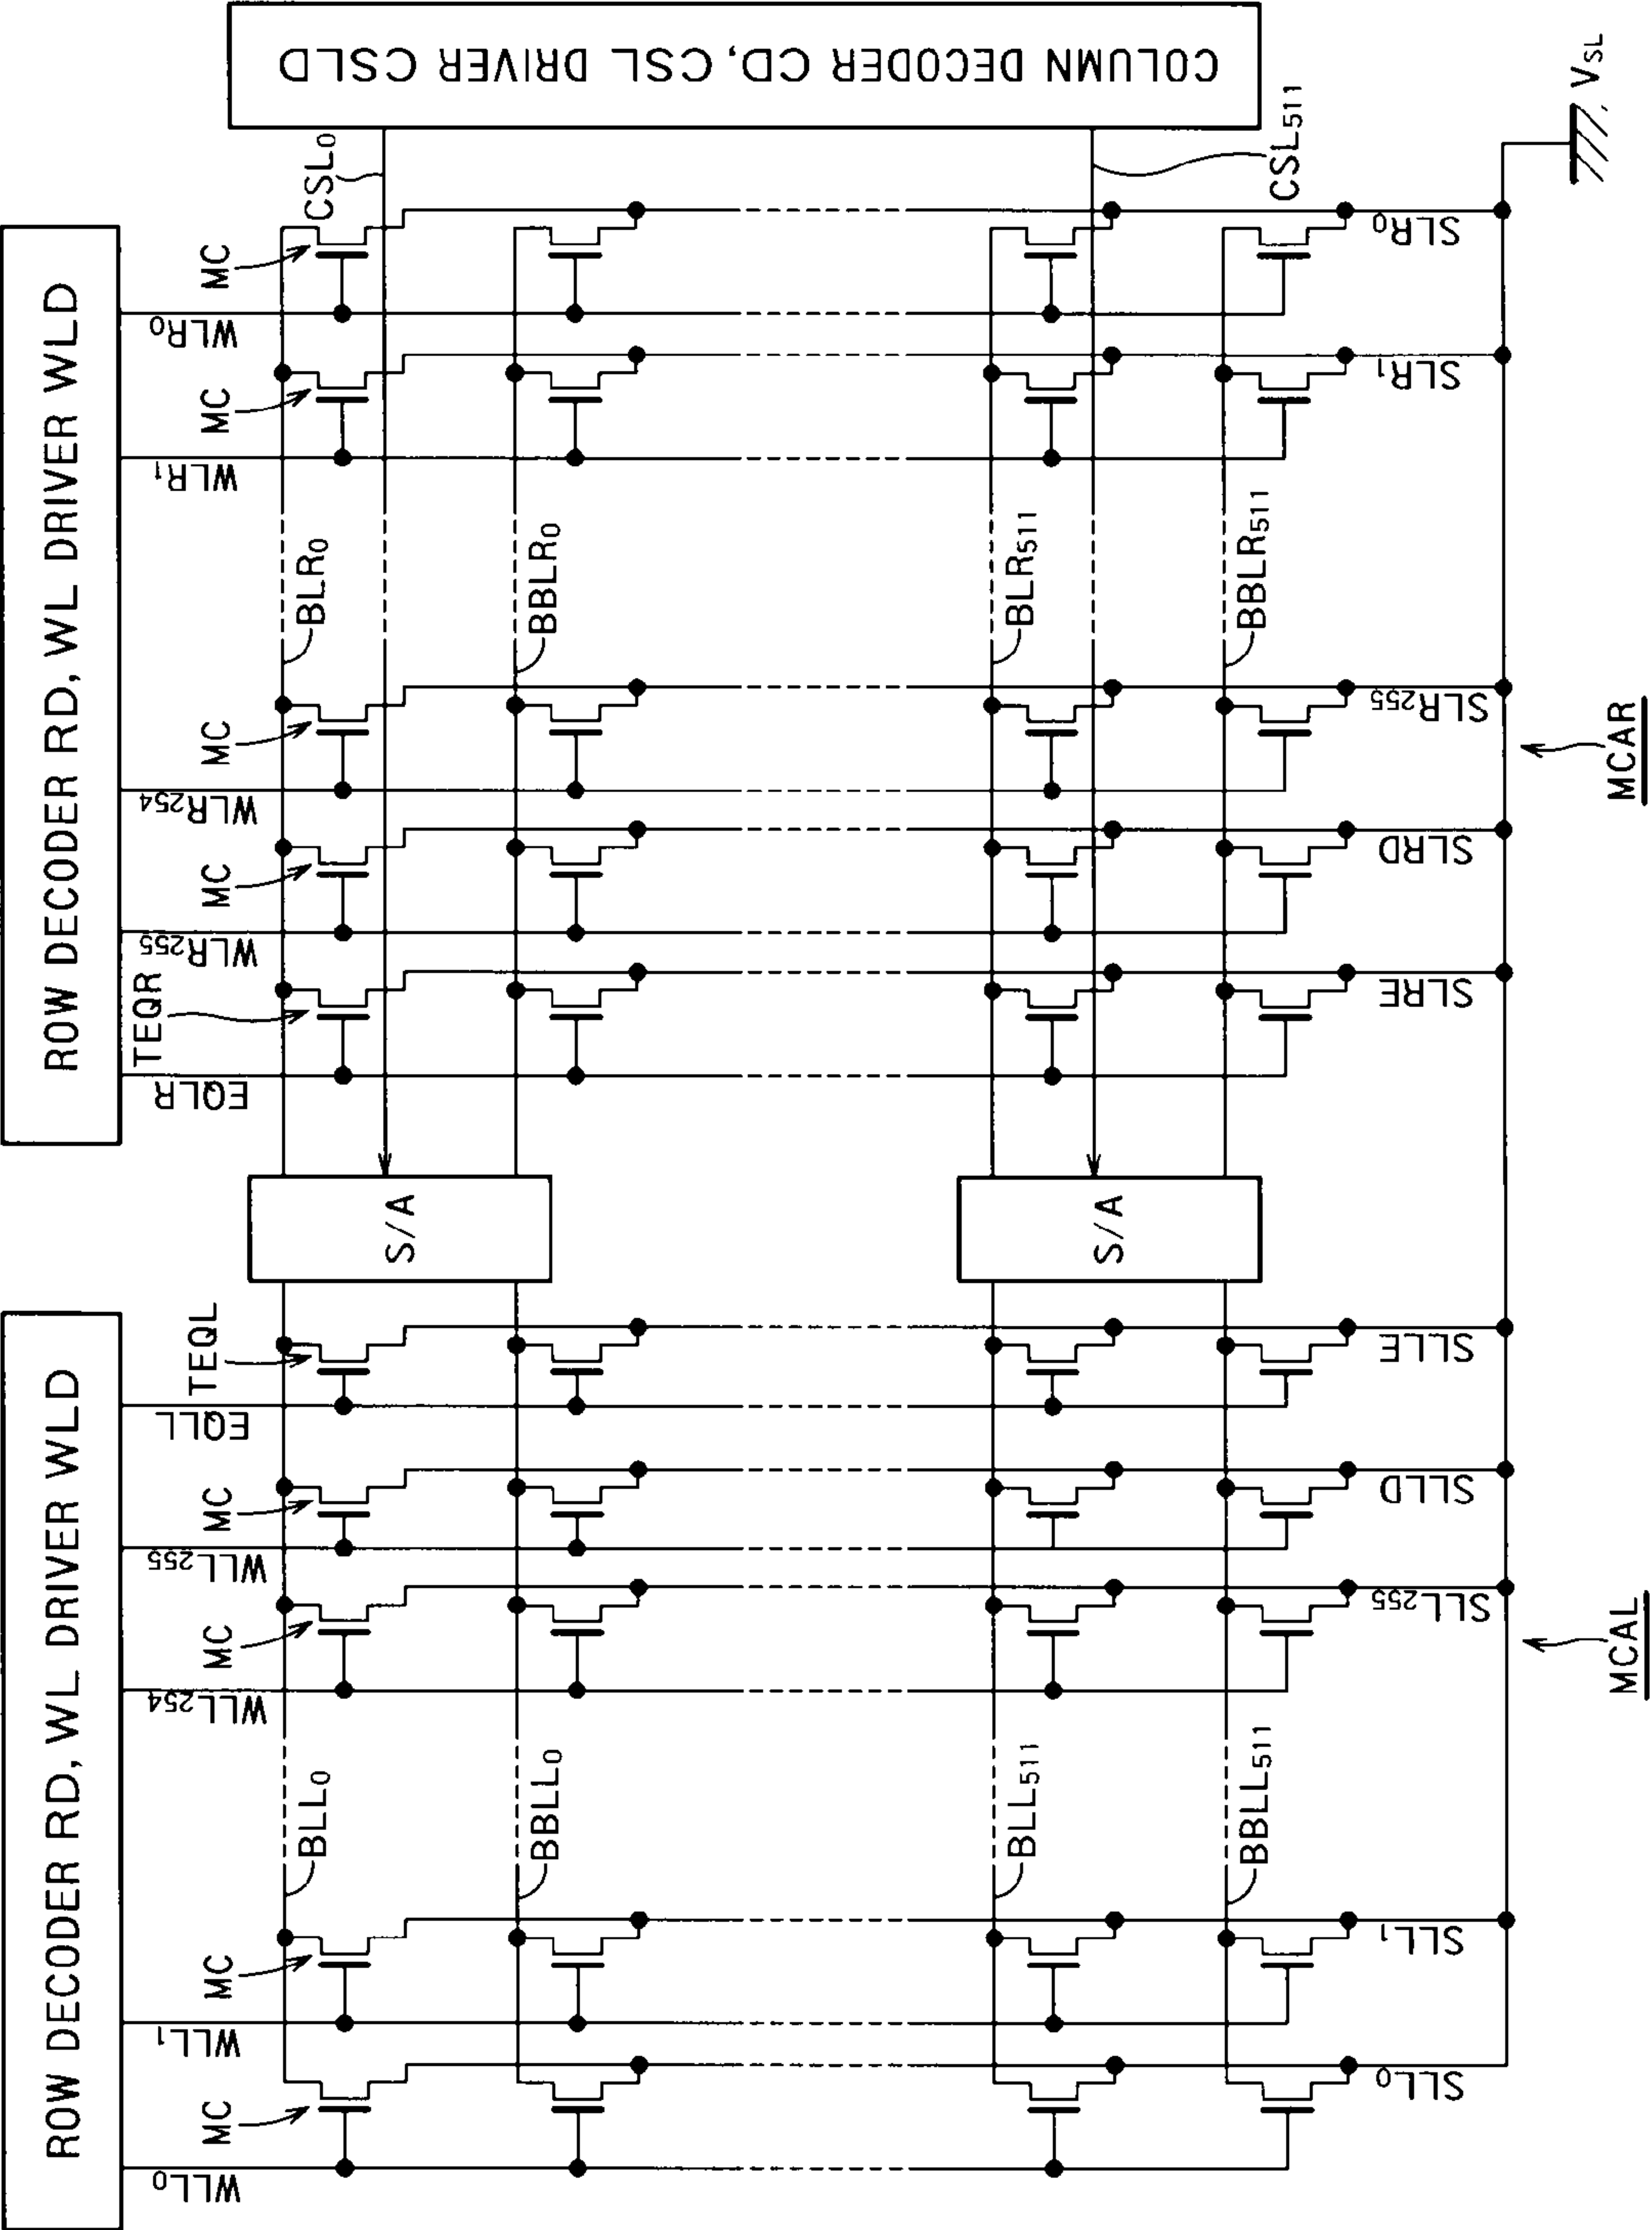 ROW DECODER RD, WL DRIVER WLD
ROW DECODER RD, WL DRIVER WLD
COLUMN DECODER CD, CSL DRIVER CSLD
WLL0
WLL1
WLL254
WLL255
EQLL
EQLR
WLR255
WLR254
WLR1
WLR0
MC
MC
MC
MC
TEQL
TEQR
MC
MC
MC
MC
CSL0
BLL0
BLR0
S/A
BBLL0
BBLR0
BLL511
BLR511
S/A
BBLL511
BBLR511
CSL511
SLL0
SLL1
SLL255
SLLD
SLLE
SLRE
SLRD
SLR255
SLR1
SLR0
VSL
MCAL
MCAR